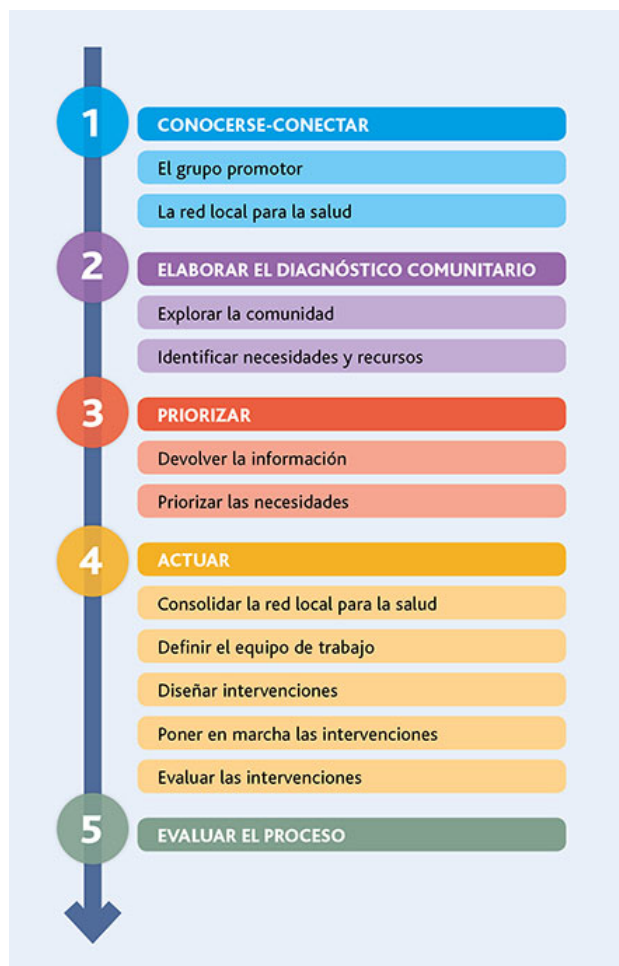 1
CONOCERSE-CONECTAR
El grupo promotor
La red local para la salud
2
ELABORAR EL DIAGNÓSTICO COMUNITARIO
Explorar la comunidad
Identificar necesidades y recursos
3
PRIORIZAR
Devolver la información
Priorizar las necesidades
4
ACTUAR
Consolidar la red local para la salud
Definir el equipo de trabajo
Diseñar intervenciones
Poner en marcha las intervenciones
Evaluar las intervenciones
5
EVALUAR EL PROCESO